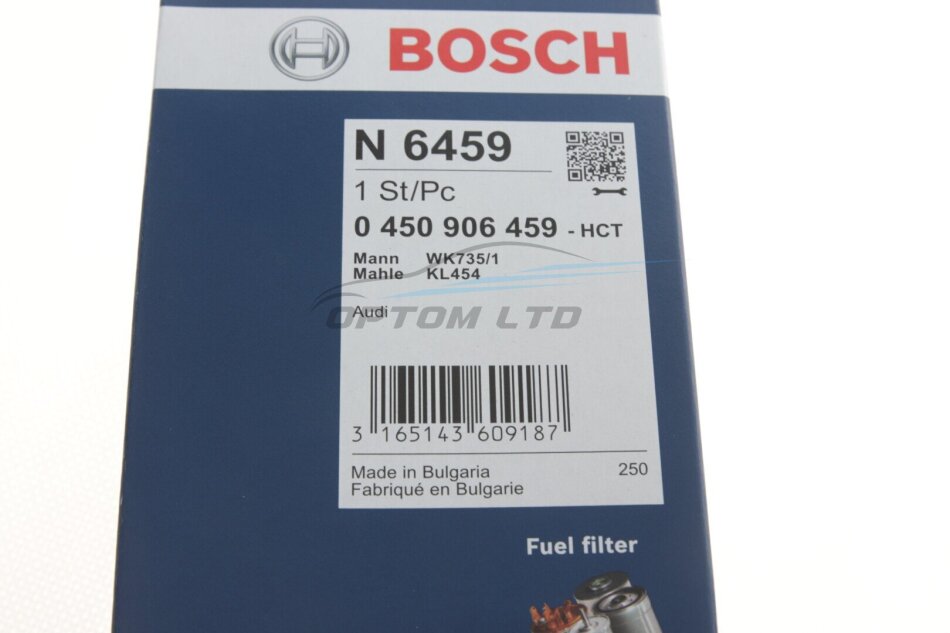 BOSCH
N 6459
1 St/Pc
0 450 906 459 - HCT
Mann WK735/1
Mahle KL454
Audi
OPTOM LTD
3 165143 609187
Made in Bulgaria 250
Fabriqué en Bulgarie
Fuel filter